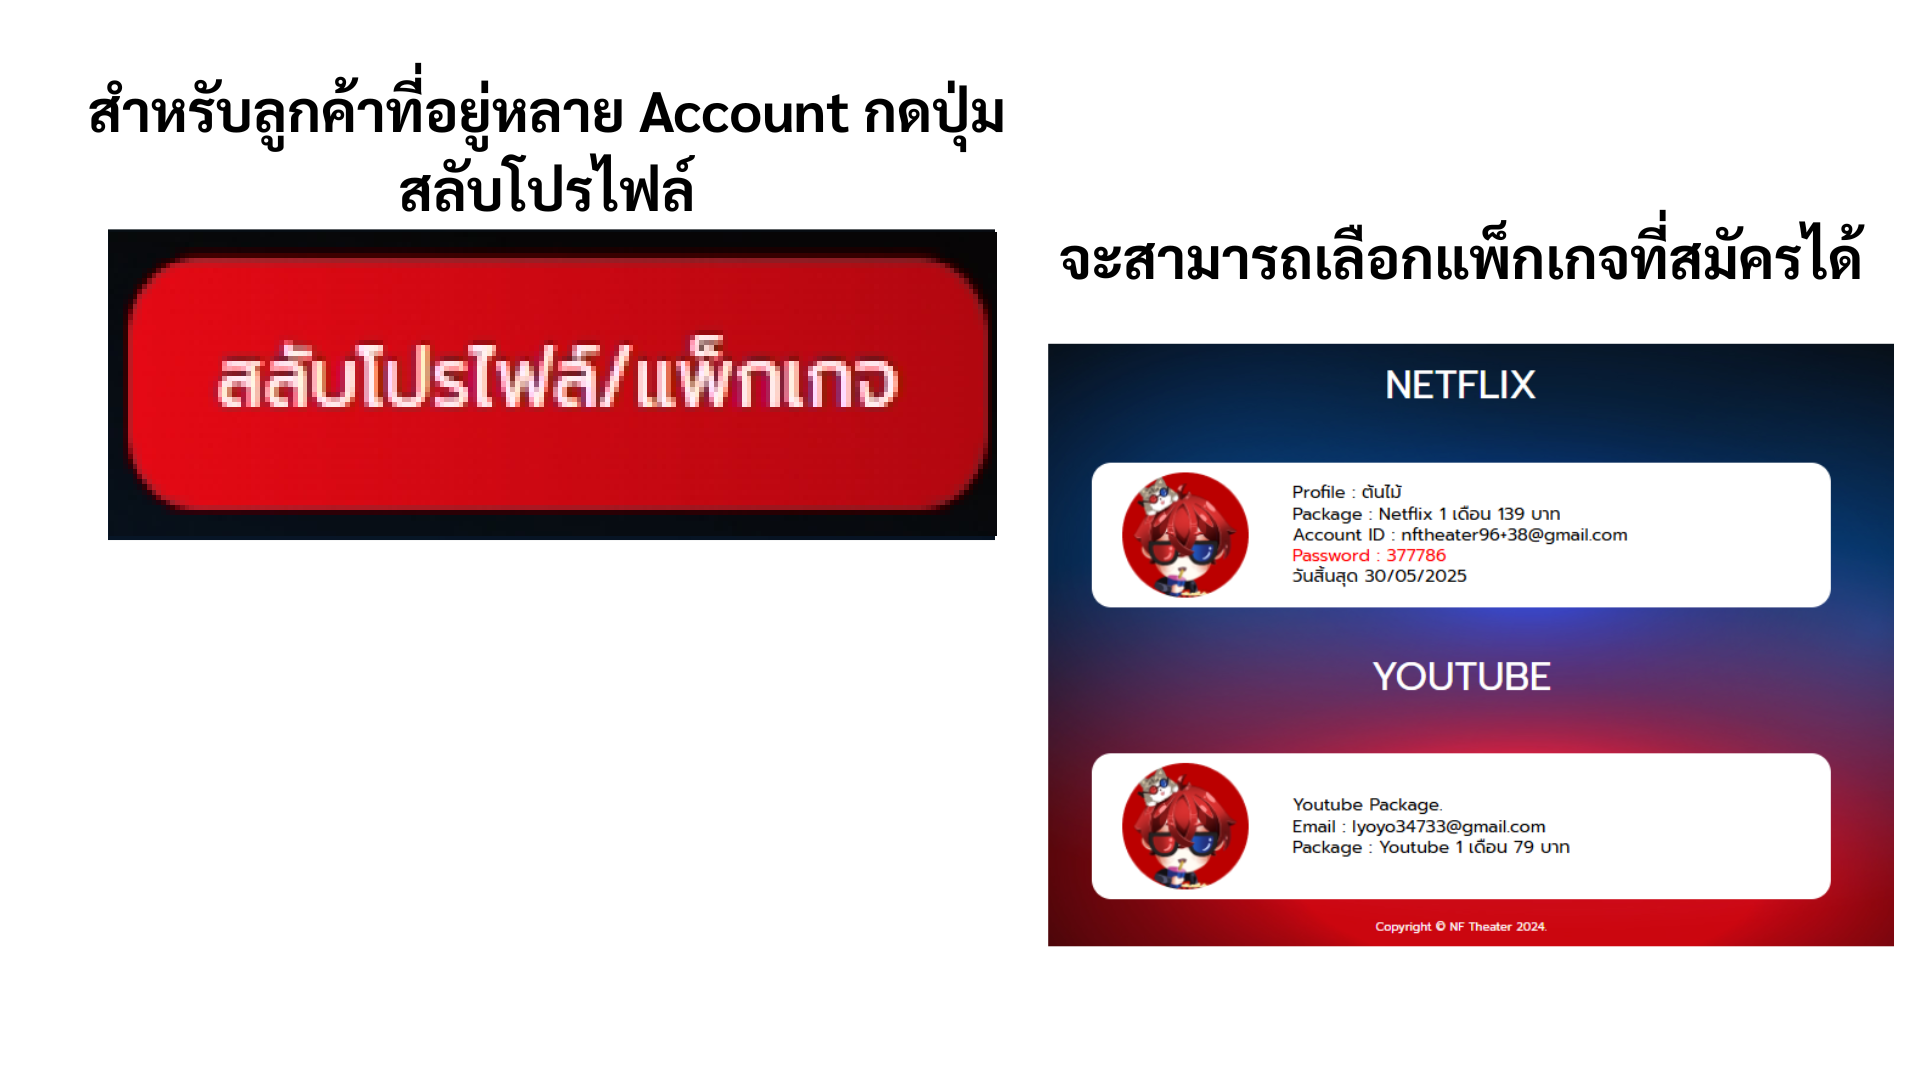 สำหรับลูกค้าที่อยู่หลาย Account กดปุ่ม
สลับโปรไฟล์
สลับโปรไฟล์/แพ็กเกจ
จะสามารถเลือกแพ็กเกจที่สมัครได้
NETFLIX
Profile : ต้นไม้
Package : Netflix 1 เดือน 139 บาท
Account ID : nftheater96+38@gmail.com
Password : 377786
วันสิ้นสุด 30/05/2025
YOUTUBE
Youtube Package.
Email : lyoyo34733@gmail.com
Package : Youtube 1 เดือน 79 บาท
Copyright © NF Theater 2024.